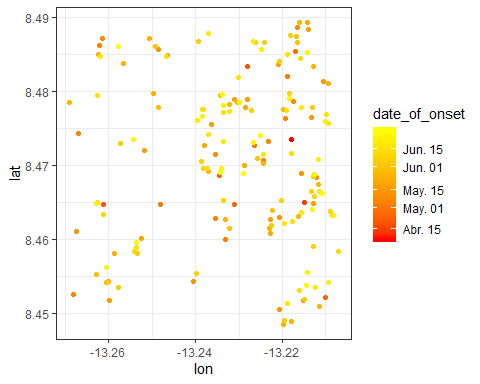 8.49
8.48
8.47
8.46
8.45
lat
-13.26
-13.24
-13.22
lon
date_of_onset
Jun. 15
Jun. 01
May. 15
May. 01
Abr. 15